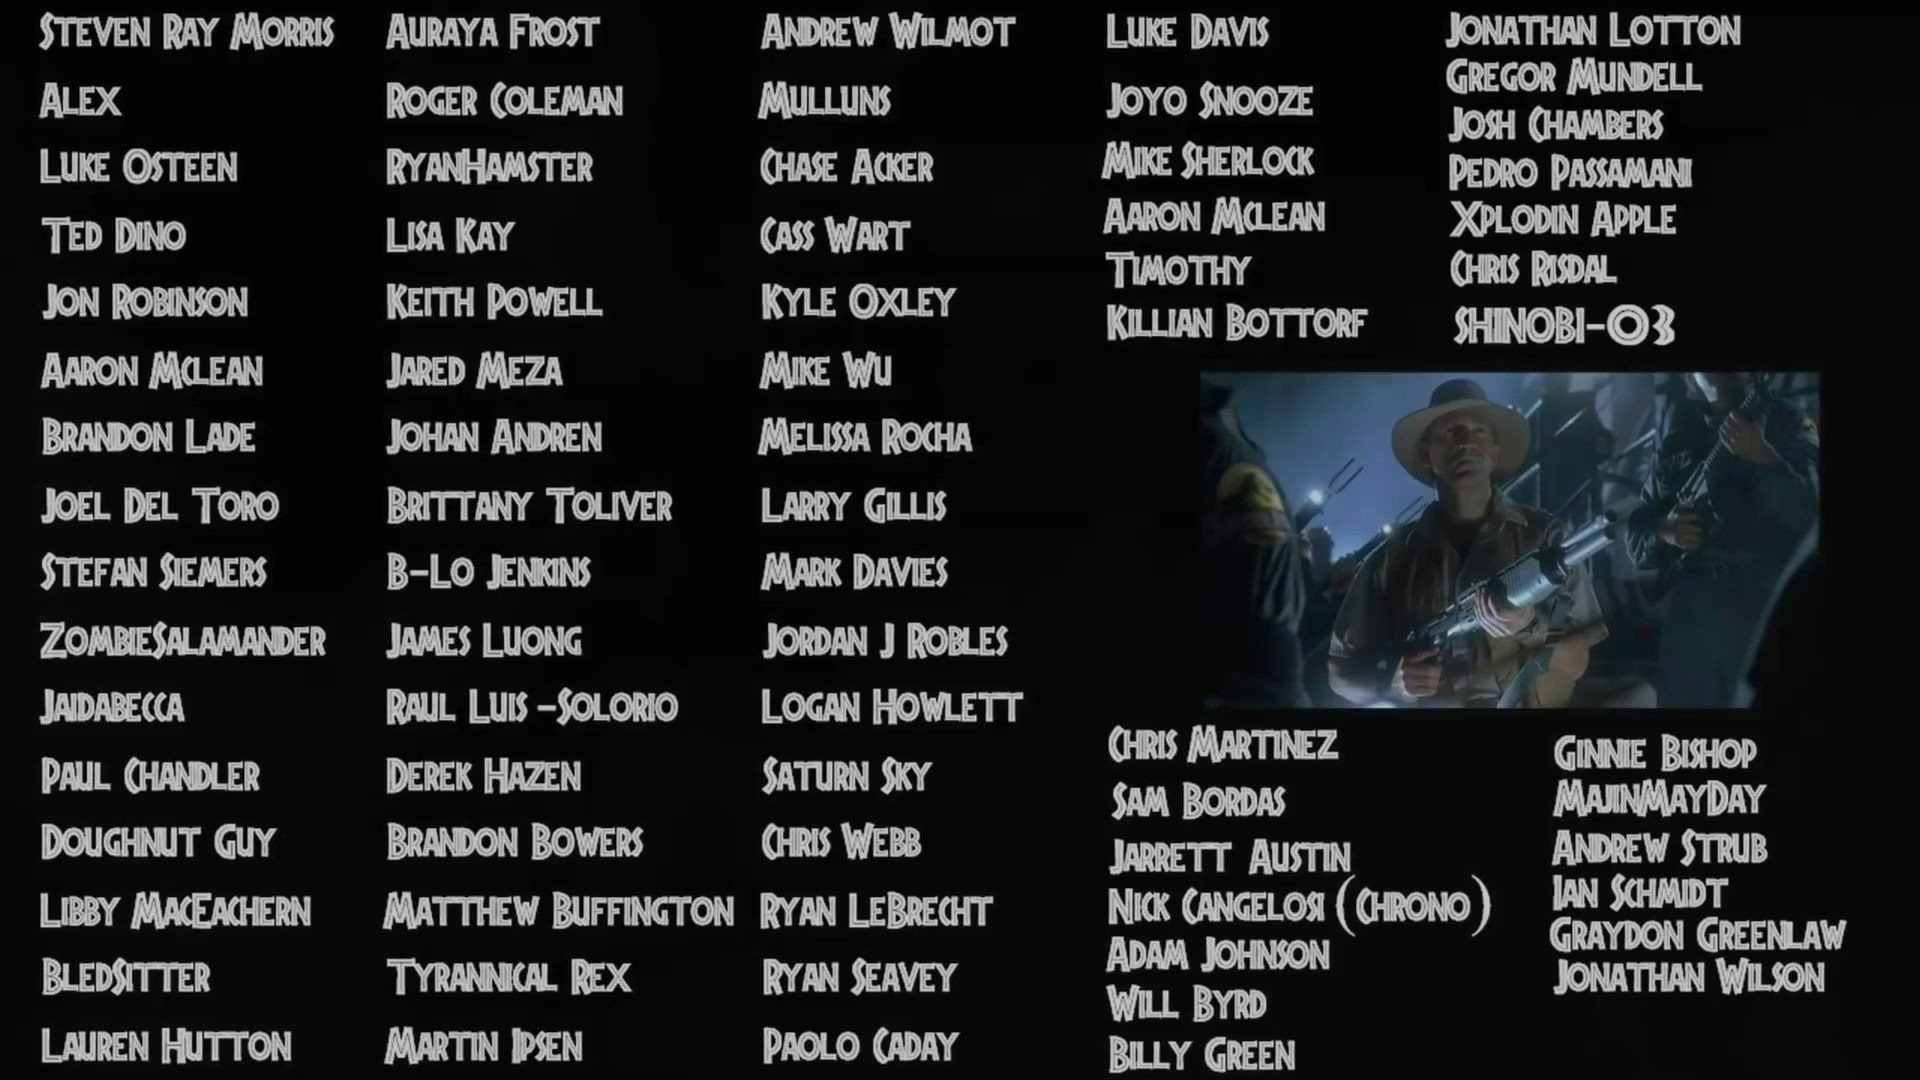 Steven Ray Morris
Alex
Luke Osteen
Ted Dino
Jon Robinson
Aaron McLean
Brandon Lade
Joel Del Toro
Stefan Siemers
ZombieSalamander
Jaidabecca
Paul Chandler
Doughnut Guy
Libby MacEachern
BledSitter
Lauren Hutton
Auraya Frost
Roger Coleman
RyanHamster
Lisa Kay
Keith Powell
Jared Meza
Johan Andren
Brittany Toliver
B-Lo Jenkins
James Luong
Raul Luis -Solorio
Derek Hazen
Brandon Bowers
Matthew Buffington
Tyrannical Rex
Martin Ipsen
Andrew Wilmot
Mulluns
Chase Acker
Cass Wart
Kyle Oxley
Mike Wu
Melissa Rocha
Larry Gillis
Mark Davies
Jordan J Robles
Logan Howlett
Saturn Sky
Chris Webb
Ryan LeBrecht
Ryan Seavey
Paolo Caday
Luke Davis
Joyo Snooze
Mike Sherlock
Aaron McLean
Timothy
Killian Bottorf
Jonathan Lotton
Gregor Mundell
Josh Chambers
Pedro Passamani
Xplodin Apple
Chris Risdal
SHINOBI-03
Chris Martinez
Sam Bordas
Jarrett Austin
Nick Cangelosi (Chrono)
Adam Johnson
Will Byrd
Billy Green
Ginnie Bishop
MajinMayDay
Andrew Strub
Ian Schmidt
Graydon Greenlaw
Jonathan Wilson